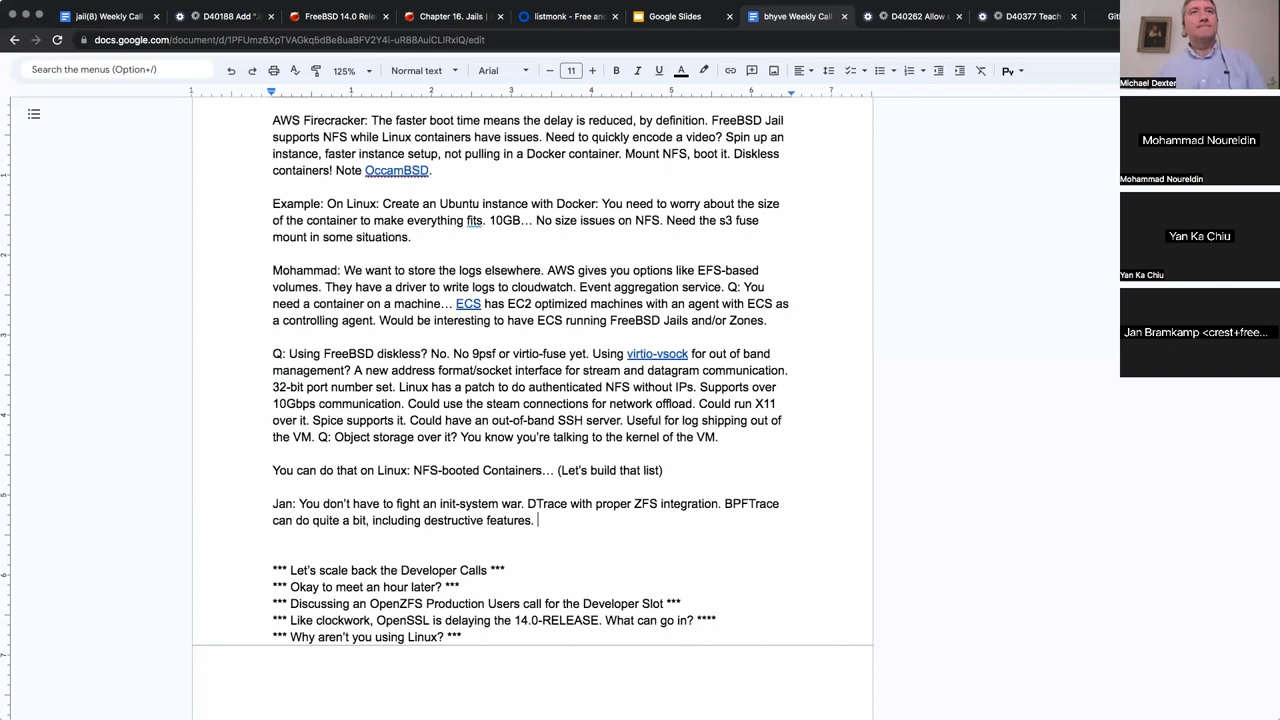 jail(8) Weekly Call
D40188 Add ".
FreeBSD 14.0 Rele
Chapter 16. Jails |
listmonk - Free and
Google Slides
bhyve Weekly Call
D40262 Allow
D40377 Teach
docs.google.com/document/d/1PFUmz6XpTVAGkq5dBe8uaBFV2Y4i-uR88AuiCLlRxIQ/edit
Search the menus (Option+/)
125%
Normal text
Arial
11
1 1 2 3 4 5 6 7
AWS Firecracker: The faster boot time means the delay is reduced, by definition. FreeBSD Jail
supports NFS while Linux containers have issues. Need to quickly encode a video? Spin up an
instance, faster instance setup, not pulling in a Docker container. Mount NFS, boot it. Diskless
containers! Note OccamBSD.
Example: On Linux: Create an Ubuntu instance with Docker: You need to worry about the size
of the container to make everything fits. 10GB… No size issues on NFS. Need the s3 fuse
mount in some situations.
Mohammad: We want to store the logs elsewhere. AWS gives you options like EFS-based
volumes. They have a driver to write logs to cloudwatch. Event aggregation service. Q: You
need a container on a machine… ECS has EC2 optimized machines with an agent with ECS as
a controlling agent. Would be interesting to have ECS running FreeBSD Jails and/or Zones.
Q: Using FreeBSD diskless? No. No 9psf or virtio-fuse yet. Using virtio-vsock for out of band
management? A new address format/socket interface for stream and datagram communication.
32-bit port number set. Linux has a patch to do authenticated NFS without IPs. Supports over
10Gbps communication. Could use the steam connections for network offload. Could run X11
over it. Spice supports it. Could have an out-of-band SSH server. Useful for log shipping out of
the VM. Q: Object storage over it? You know you're talking to the kernel of the VM.
You can do that on Linux: NFS-booted Containers… (Let's build that list)
Jan: You don't have to fight an init-system war. DTrace with proper ZFS integration. BPFTrace
can do quite a bit, including destructive features.
*** Let's scale back the Developer Calls ***
*** Okay to meet an hour later? ***
*** Discussing an OpenZFS Production Users call for the Developer Slot ***
*** Like clockwork, OpenSSL is delaying the 14.0-RELEASE. What can go in? ****
*** Why aren't you using Linux? ***
Michael Dexter
Mohammad Noureldin
Mohammad Noureldin
Yan Ka Chiu
Yan Ka Chiu
Jan Bramkamp <crest+free...